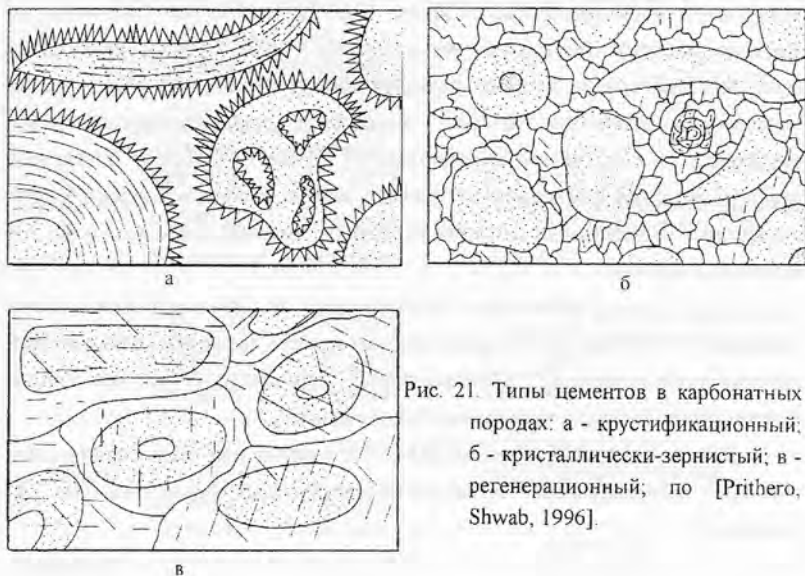 а
б
Рис. 21. Типы цементов в карбонатных
породах: а - крустификационный;
б - кристаллически-зернистый; в -
регенерационный; по [Prithero,
Shwab, 1996].
в